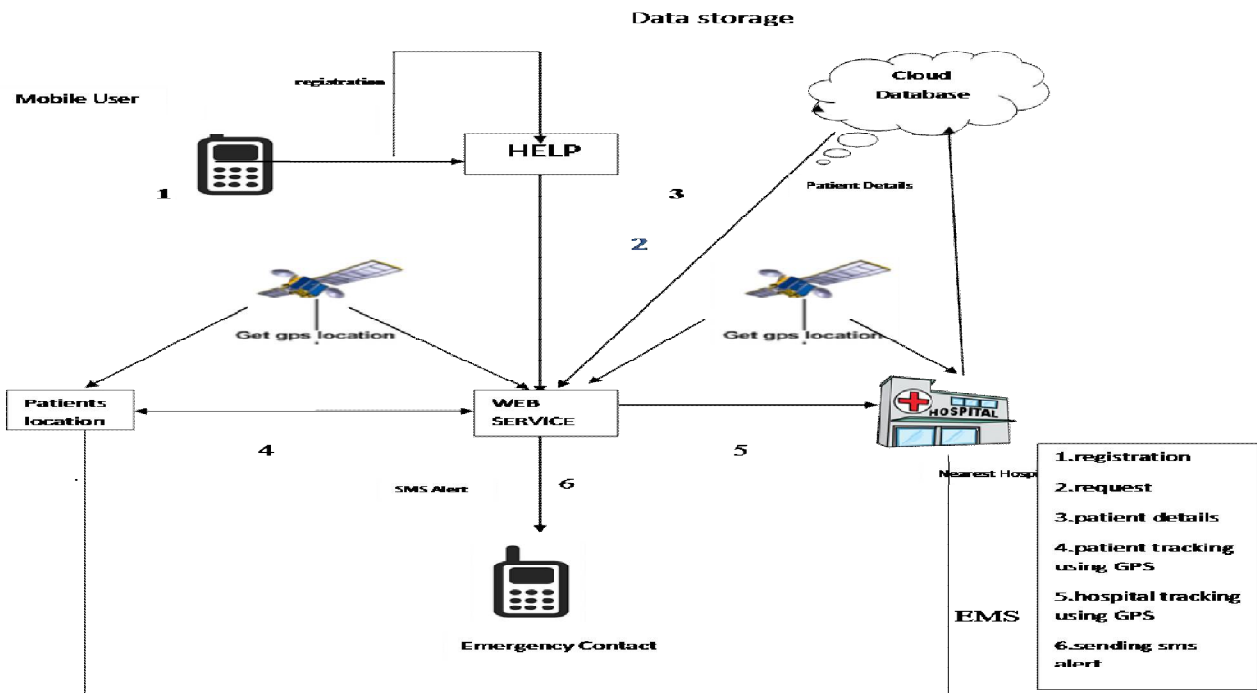 Data storage
registration
Mobile User
Cloud
Database
HELP
1
3
Patient Details
2
Get gps location
Get gps location
Patients
location
WEB
SERVICE
HOSPITAL
4
5
SMS Alert
6
Nearest Hospi
Emergency Contact
EMS
1.registration
2.request
3.patient details
4.patient tracking
using GPS
5.hospital tracking
using GPS
6.sending sms
alert